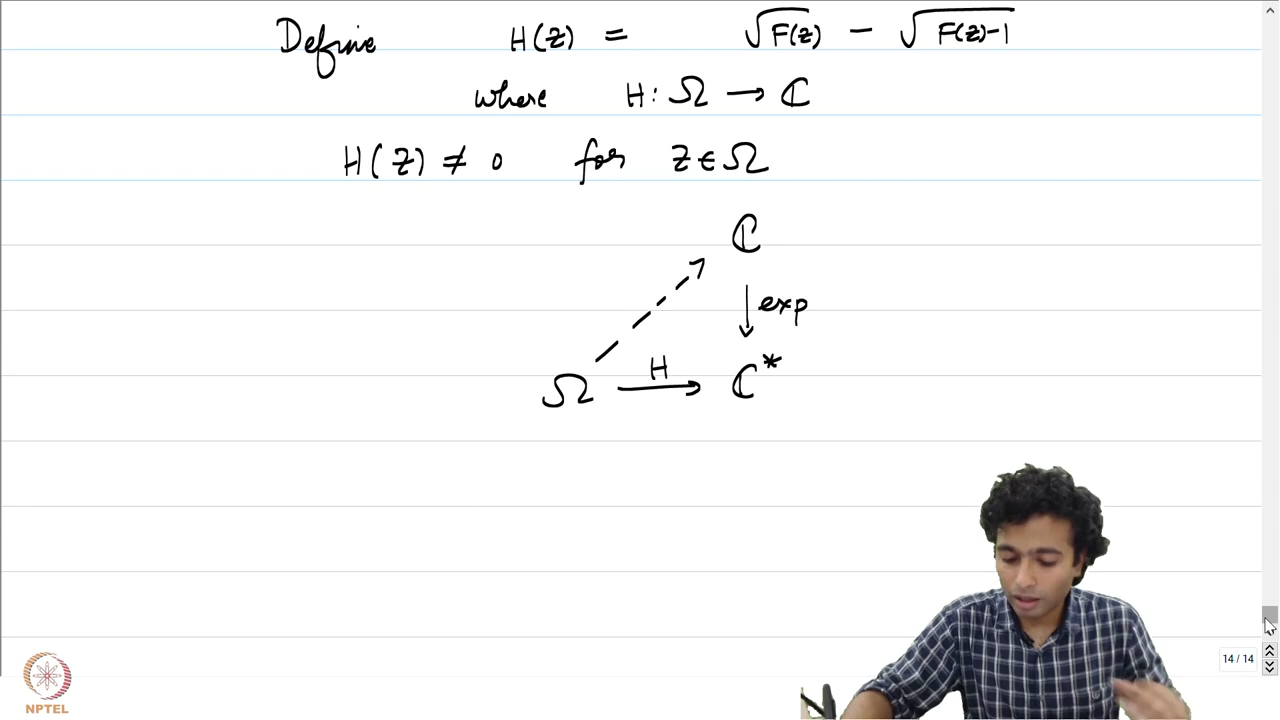 Define H(z) = √F(z) − √F(z)-1
where H: Ω → ℂ
H(z) ≠ 0 for z ∈ Ω
ℂ
↓ exp
Ω H → ℂ*
14 / 14
NPTEL